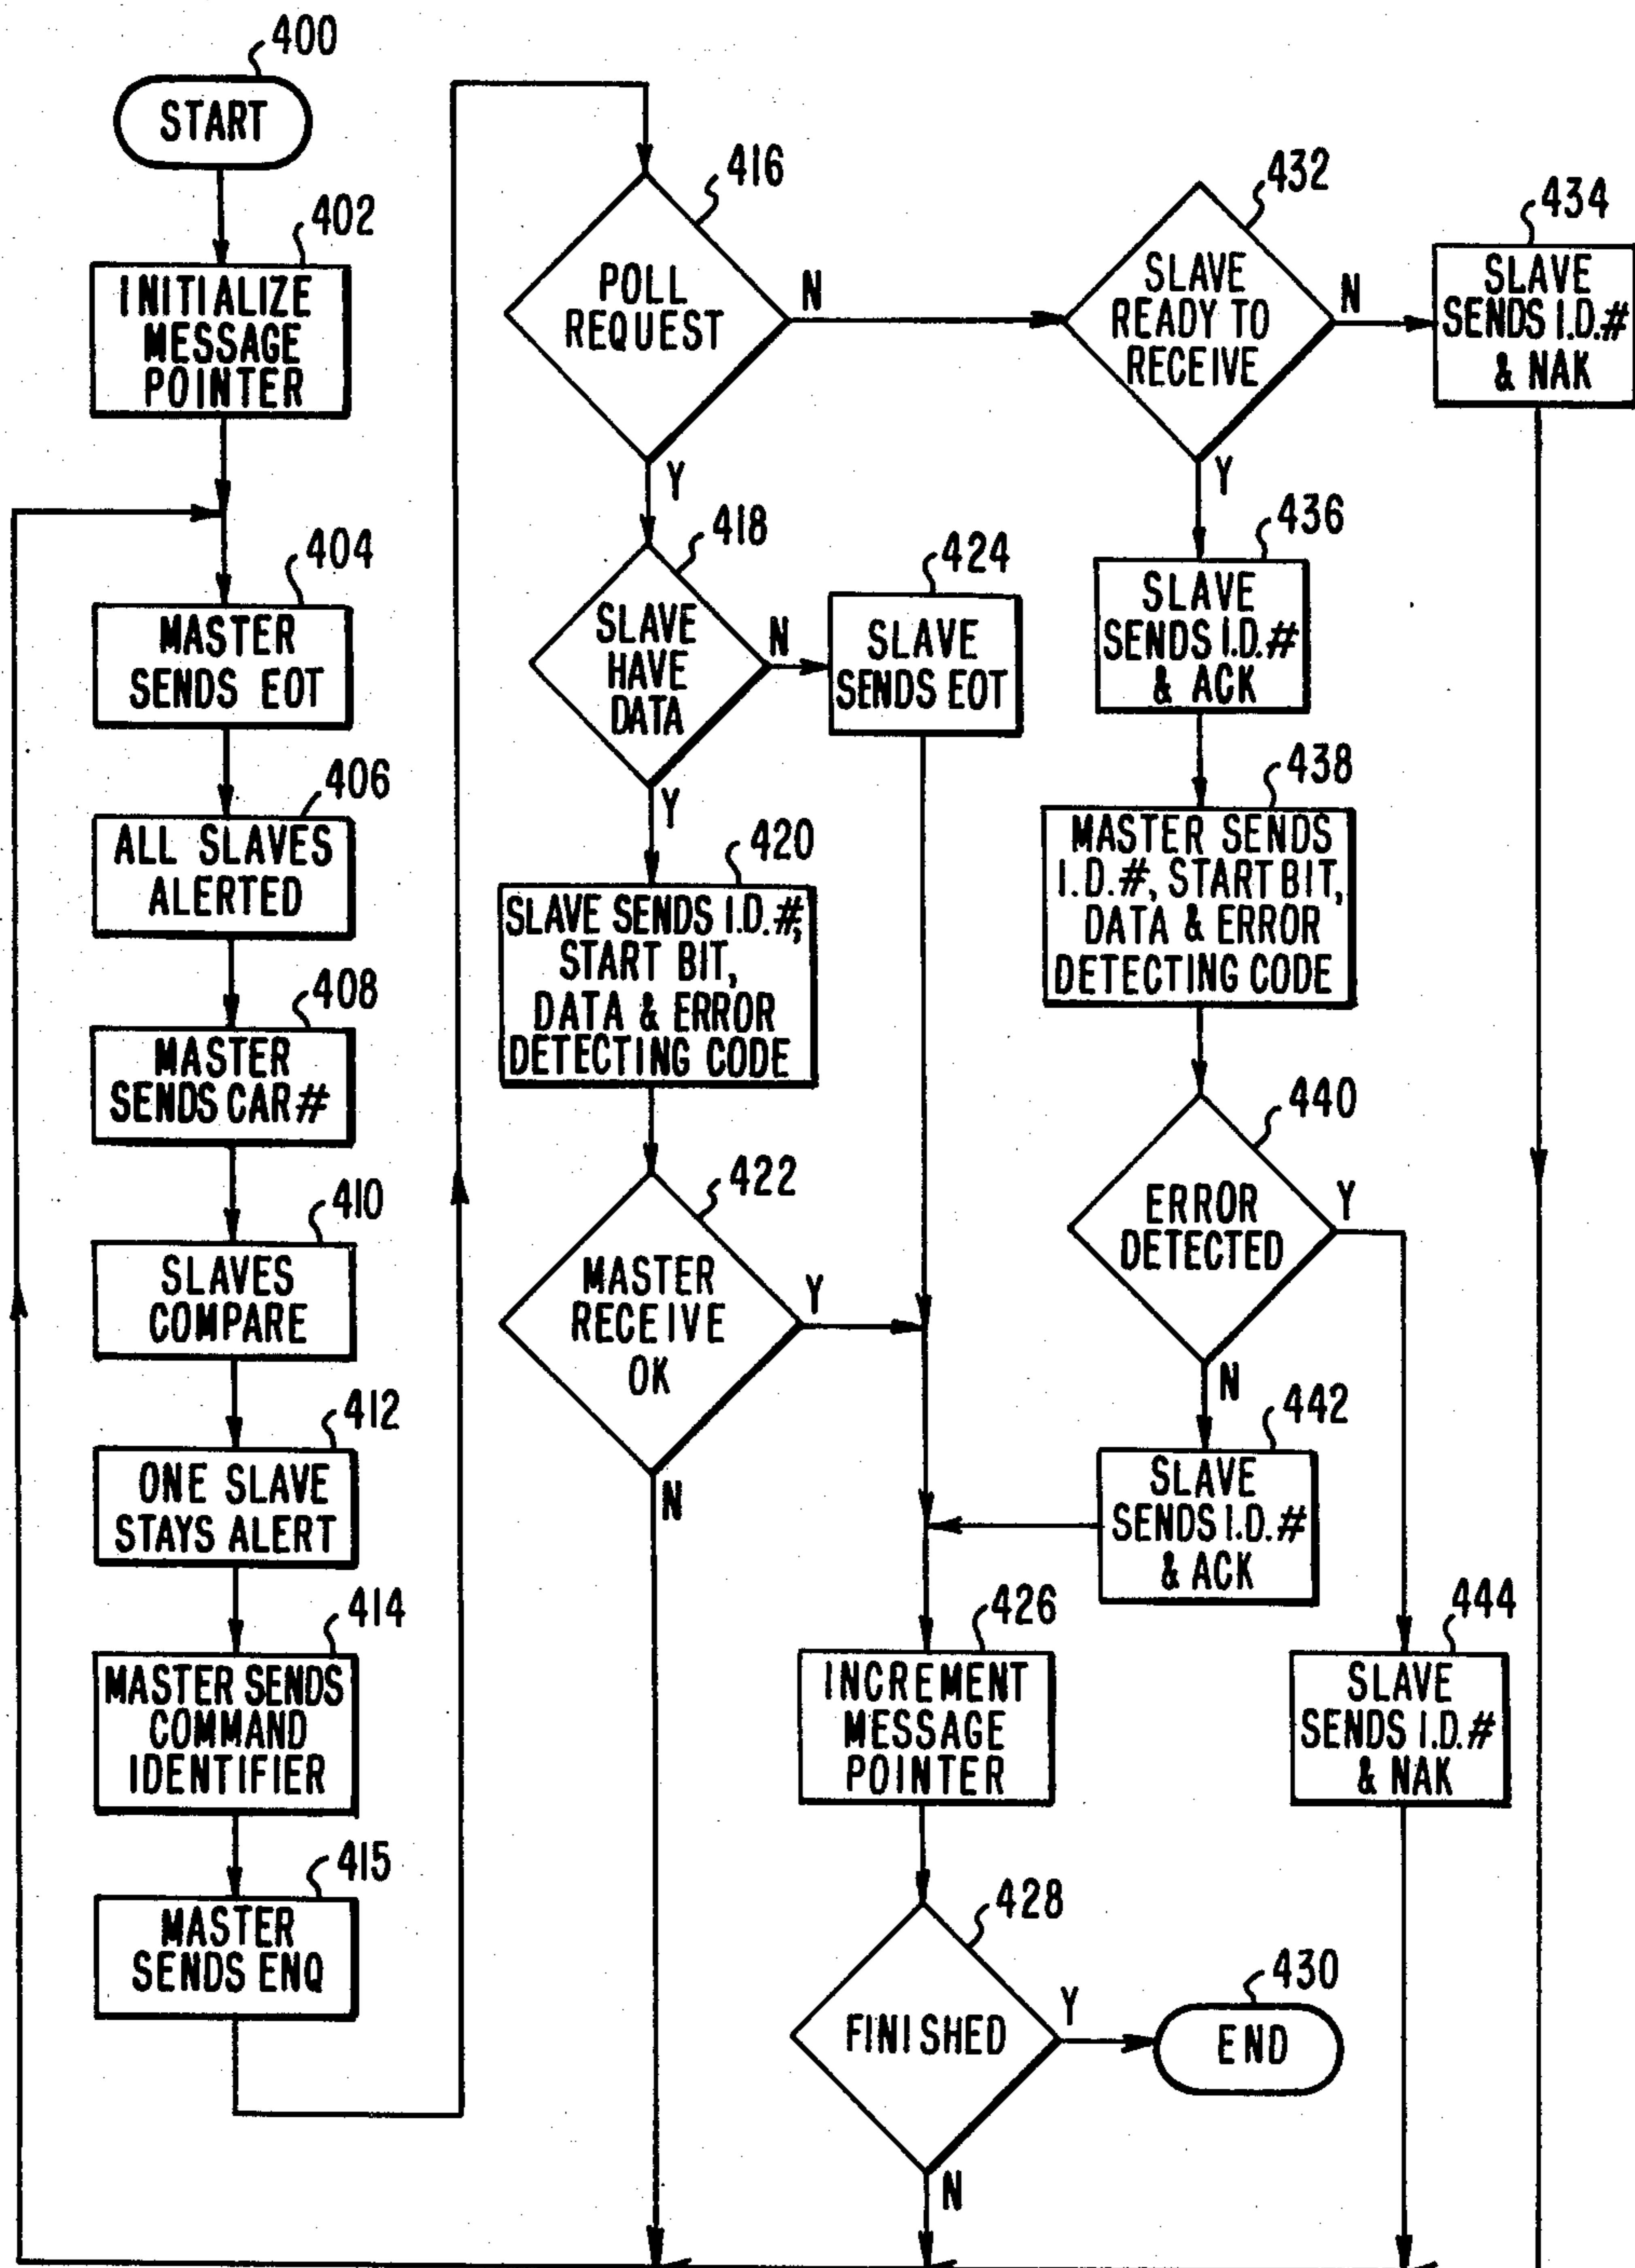 400
START
402
INITIALIZE
MESSAGE
POINTER
404
MASTER
SENDS EOT
406
ALL SLAVES
ALERTED
408
MASTER
SENDS CAR#
410
SLAVES
COMPARE
412
ONE SLAVE
STAYS ALERT
414
MASTER SENDS
COMMAND
IDENTIFIER
415
MASTER
SENDS ENQ
416
POLL
REQUEST
N
Y
418
SLAVE
HAVE
DATA
N
Y
424
SLAVE
SENDS EOT
420
SLAVE SENDS I.D.#,
START BIT,
DATA & ERROR
DETECTING CODE
422
MASTER
RECEIVE
OK
Y
N
426
INCREMENT
MESSAGE
POINTER
428
FINISHED
Y
N
430
END
432
SLAVE
READY TO
RECEIVE
N
Y
434
SLAVE
SENDS I.D.#
& NAK
436
SLAVE
SENDS I.D.#
& ACK
438
MASTER SENDS
I.D.#, START BIT,
DATA & ERROR
DETECTING CODE
440
ERROR
DETECTED
Y
N
442
SLAVE
SENDS I.D.#
& ACK
444
SLAVE
SENDS I.D.#
& NAK